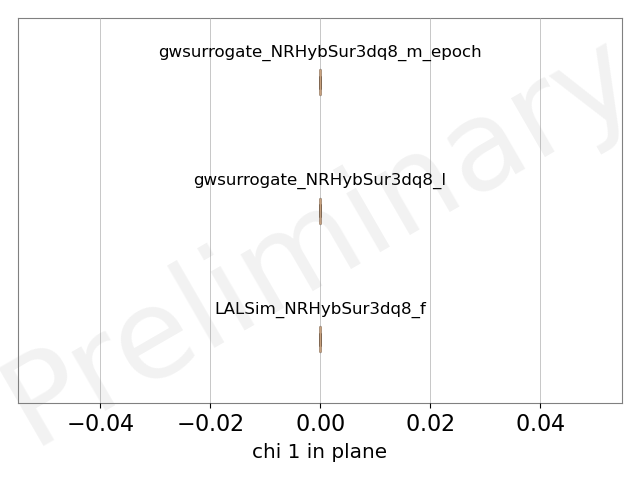 gwsurrogate_NRHybSur3dq8_m_epoch
gwsurrogate_NRHybSur3dq8_l
LALSim_NRHybSur3dq8_f
Preliminary
−0.04 −0.02 0.00 0.02 0.04
chi 1 in plane